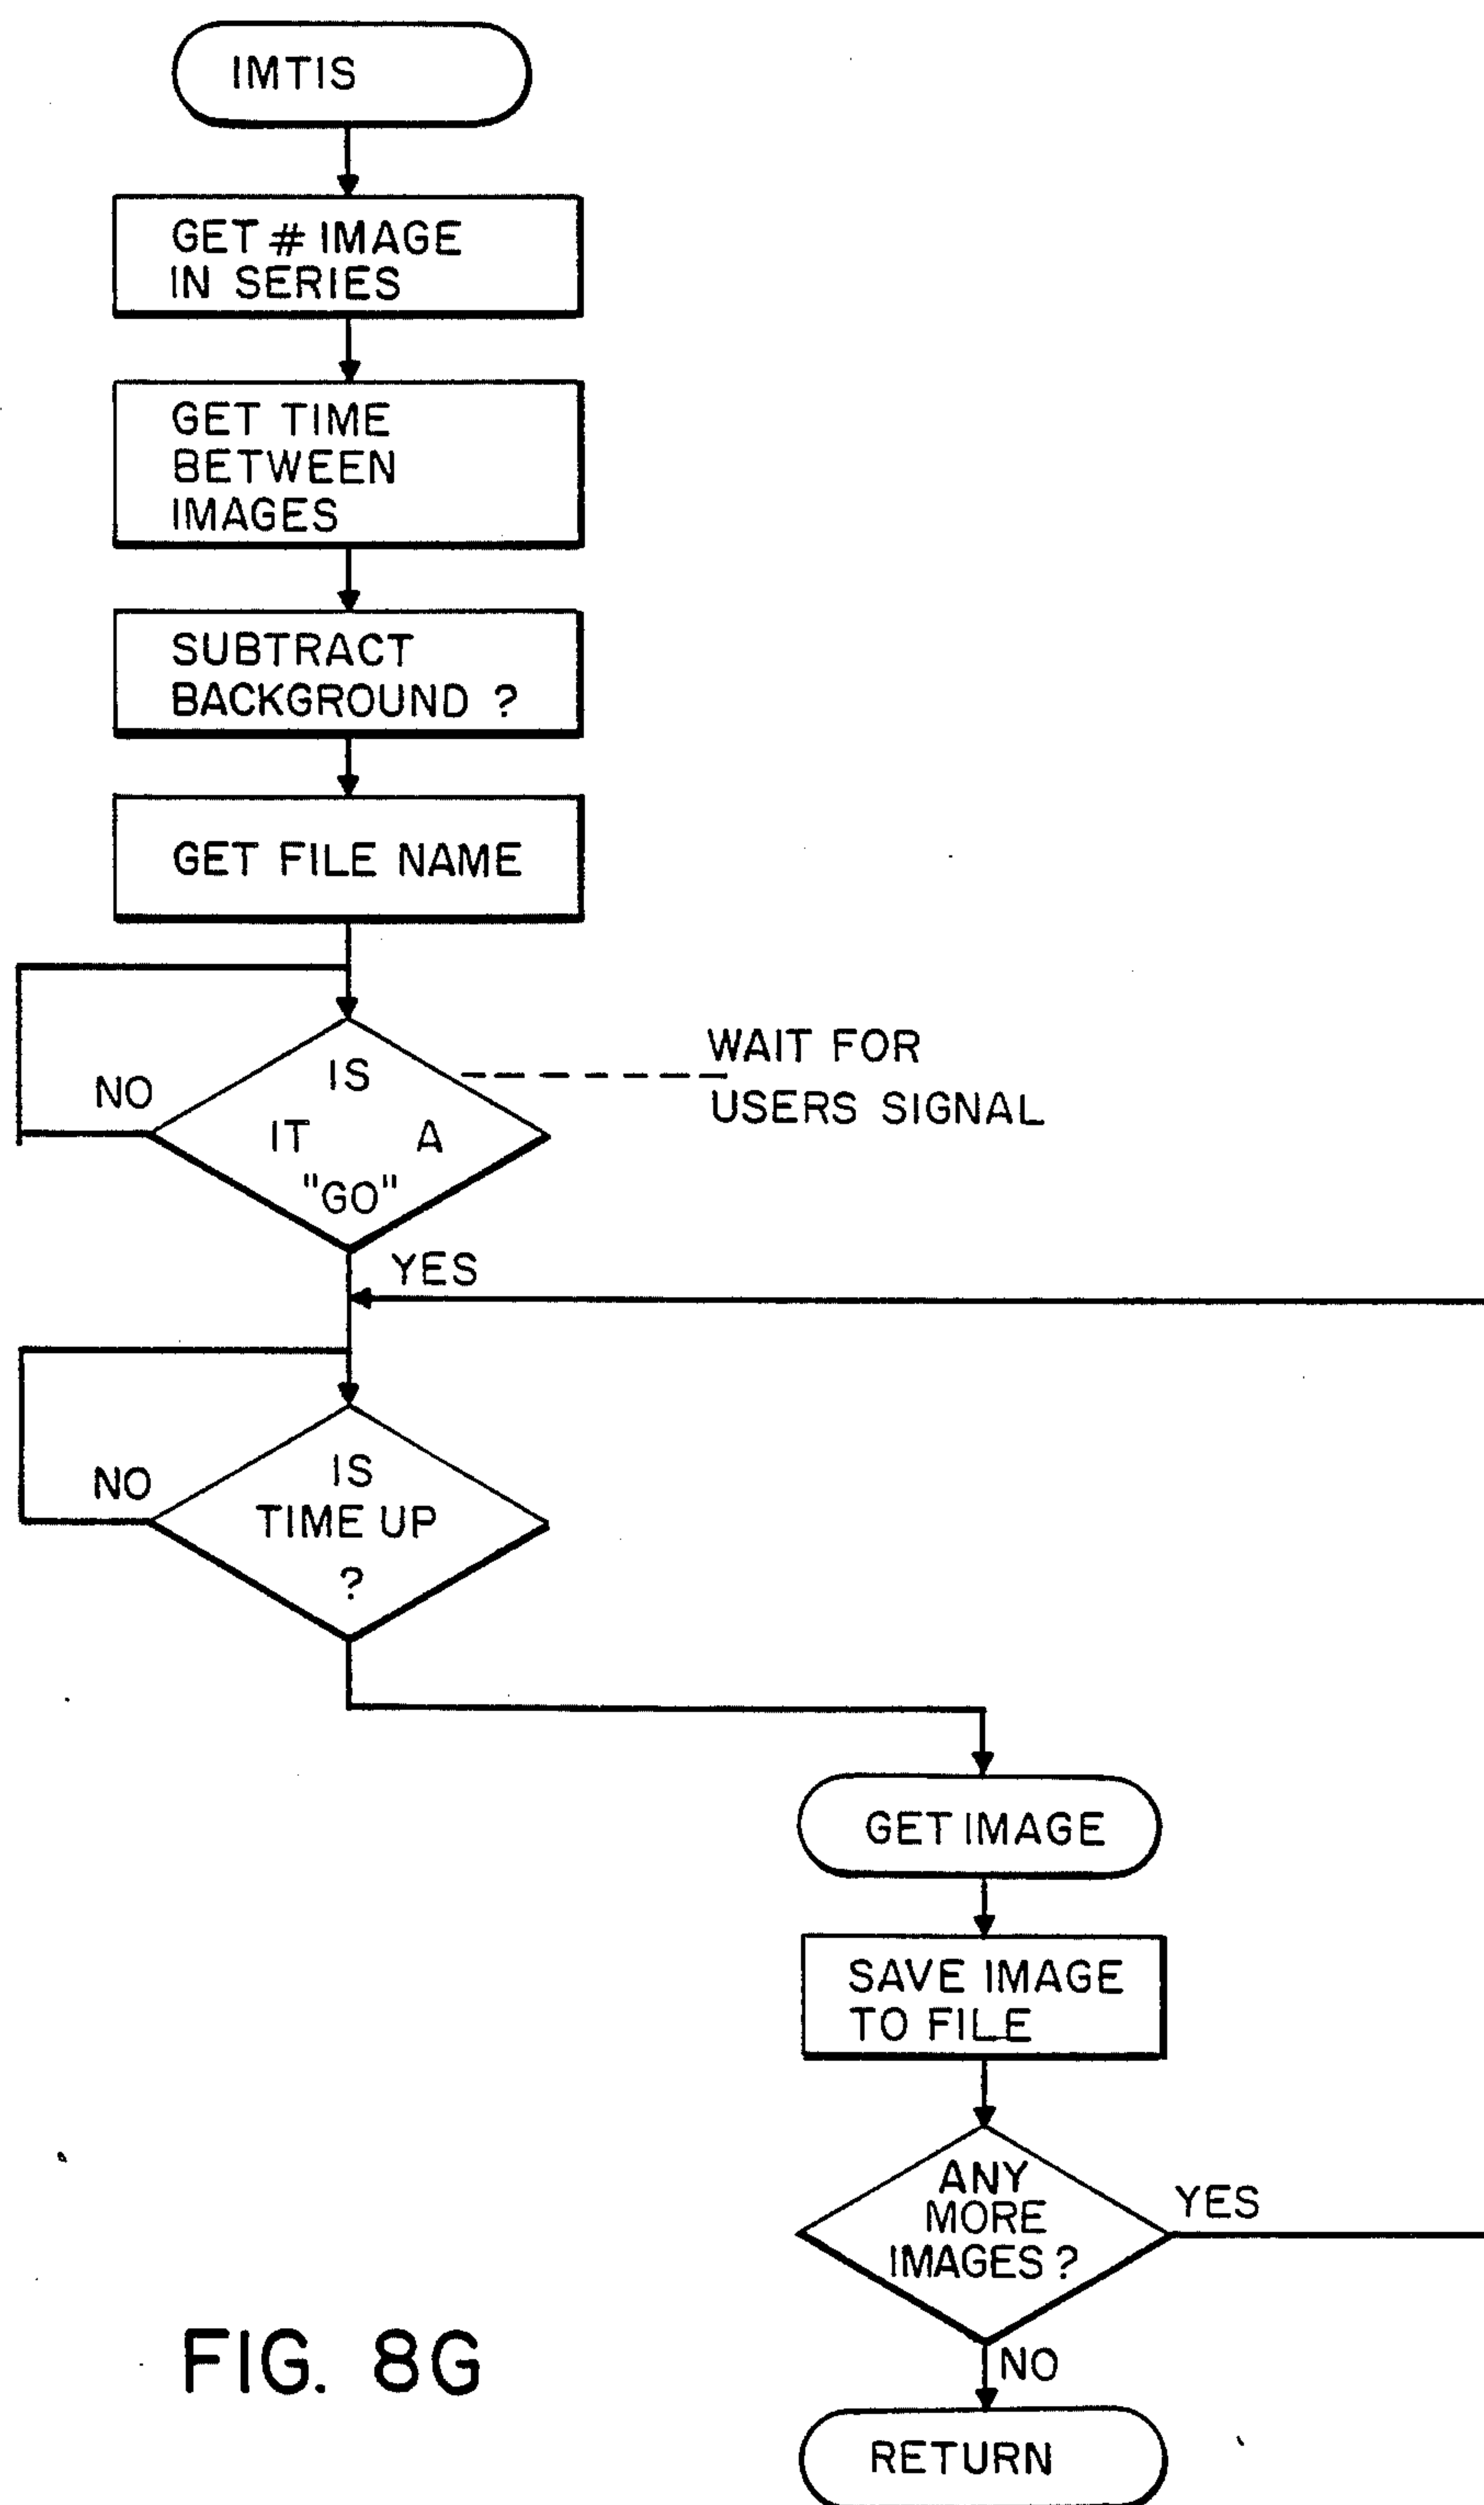 IMTIS
GET # IMAGE
IN SERIES
GET TIME
BETWEEN
IMAGES
SUBTRACT
BACKGROUND ?
GET FILE NAME
IS
IT A
"GO"
NO
WAIT FOR
USERS SIGNAL
YES
IS
TIME UP
?
NO
GET IMAGE
SAVE IMAGE
TO FILE
ANY
MORE
IMAGES ?
YES
NO
RETURN
FIG. 8G